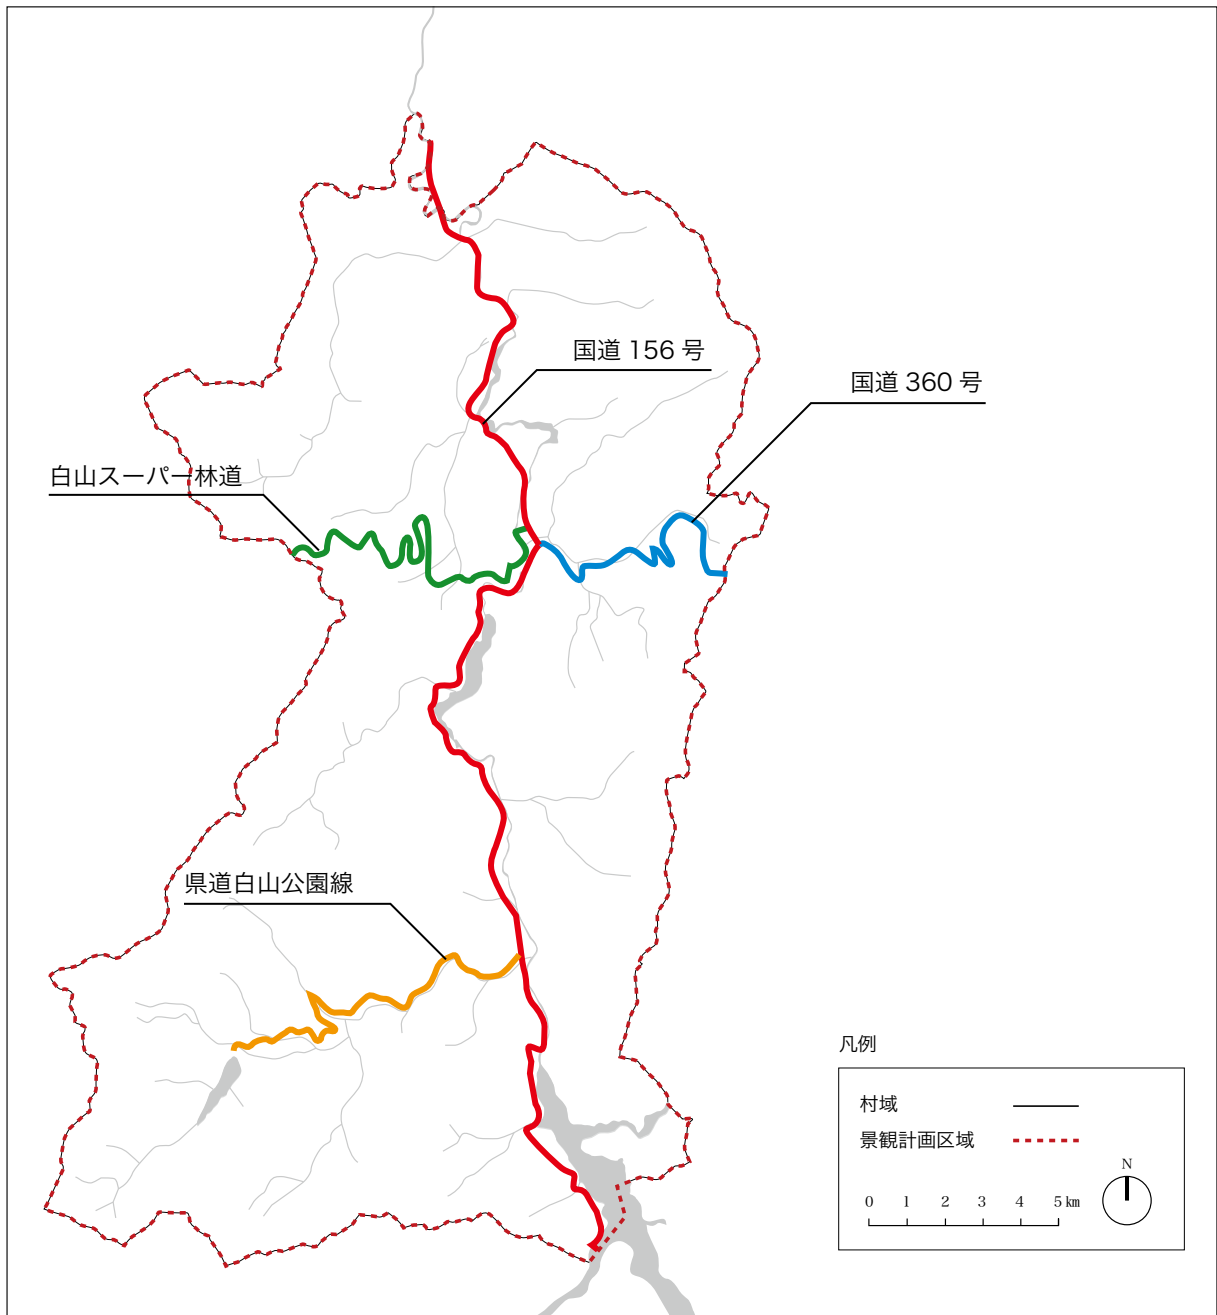 国道 156 号
国道 360 号
白山スーパー林道
県道白山公園線
凡例
村域
景観計画区域
N
0 1 2 3 4 5 km